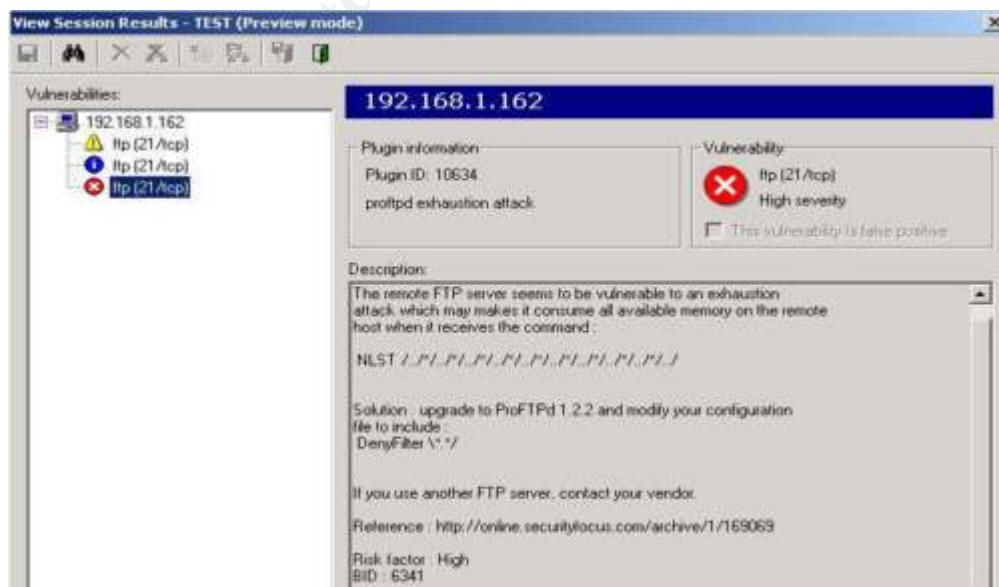 View Session Results - TEST (Preview mode)
Vulnerabilities:
192.168.1.162
ftp (21/tcp)
ftp (21/tcp)
ftp (21/tcp)
192.168.1.162
Plugin information
Plugin ID: 10634
proftpd exhaustion attack
Vulnerability
ftp (21/tcp)
High severity
This vulnerability is false positive
Description:
The remote FTP server seems to be vulnerable to an exhaustion
attack which may makes it consume all available memory on the remote
host when it receives the command :
NLST /../*/../*/../*/../*/../*/../*/../*/../*/../*/../*/../
Solution : upgrade to ProFTPd 1.2.2 and modify your configuration
file to include :
DenyFilter \*.*/
If you use another FTP server, contact your vendor.
Reference : http://online.securityfocus.com/archive/1/169069
Risk factor : High
BID : 6341